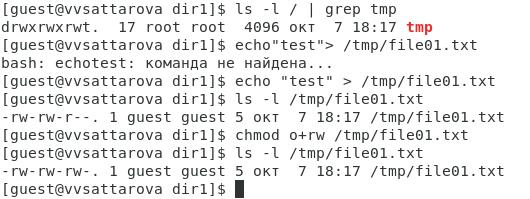 [guest@vvsattarova dir1]$ ls -l / | grep tmp
drwxrwxrwt.  17 root root  4096 окт  7 18:17 tmp
[guest@vvsattarova dir1]$ echo"test"> /tmp/file01.txt
bash: echotest: команда не найдена...
[guest@vvsattarova dir1]$ echo "test" > /tmp/file01.txt
[guest@vvsattarova dir1]$ ls -l /tmp/file01.txt
-rw-rw-r--. 1 guest guest 5 окт  7 18:17 /tmp/file01.txt
[guest@vvsattarova dir1]$ chmod o+rw /tmp/file01.txt
[guest@vvsattarova dir1]$ ls -l /tmp/file01.txt
-rw-rw-rw-. 1 guest guest 5 окт  7 18:17 /tmp/file01.txt
[guest@vvsattarova dir1]$